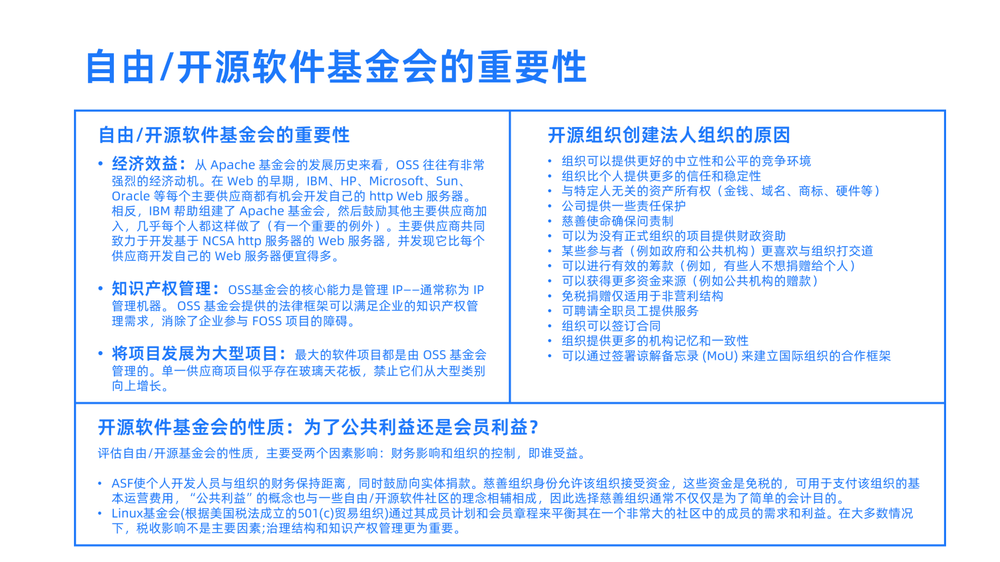 自由/开源软件基金会的重要性
自由/开源软件基金会的重要性
• 经济效益：从 Apache 基金会的发展历史来看，OSS 往往有非常
强烈的经济动机。在 Web 的早期，IBM、HP、Microsoft、Sun、
Oracle 等每个主要供应商都有机会开发自己的 http Web 服务器。
相反，IBM 帮助组建了 Apache 基金会，然后鼓励其他主要供应商加
入，几乎每个人都这样做了（有一个重要的例外）。主要供应商共同
致力于开发基于 NCSA http 服务器的 Web 服务器，并发现它比每个
供应商开发自己的 Web 服务器便宜得多。
• 知识产权管理：OSS基金会的核心能力是管理 IP——通常称为 IP
管理机器。 OSS 基金会提供的法律框架可以满足企业的知识产权管
理需求，消除了企业参与 FOSS 项目的障碍。
• 将项目发展为大型项目：最大的软件项目都是由 OSS 基金会
管理的。单一供应商项目似乎存在玻璃天花板，禁止它们从大型类别
向上增长。
开源组织创建法人组织的原因
• 组织可以提供更好的中立性和公平的竞争环境
• 组织比个人提供更多的信任和稳定性
• 与特定人无关的资产所有权（金钱、域名、商标、硬件等）
• 公司提供一些责任保护
• 慈善使命确保问责制
• 可以为没有正式组织的项目提供财政资助
• 某些参与者（例如政府和公共机构）更喜欢与组织打交道
• 可以进行有效的筹款（例如，有些人不想捐赠给个人）
• 可以获得更多资金来源（例如公共机构的赠款）
• 免税捐赠仅适用于非营利结构
• 可聘请全职员工提供服务
• 组织可以签订合同
• 组织提供更多的机构记忆和一致性
• 可以通过签署谅解备忘录 (MoU) 来建立国际组织的合作框架
开源软件基金会的性质：为了公共利益还是会员利益？
评估自由/开源基金会的性质，主要受两个因素影响：财务影响和组织的控制，即谁受益。
• ASF使个人开发人员与组织的财务保持距离，同时鼓励向实体捐款。慈善组织身份允许该组织接受资金，这些资金是免税的，可用于支付该组织的基
本运营费用，“公共利益”的概念也与一些自由/开源软件社区的理念相辅相成，因此选择慈善组织通常不仅仅是为了简单的会计目的。
• Linux基金会(根据美国税法成立的501(c)贸易组织)通过其成员计划和会员章程来平衡其在一个非常大的社区中的成员的需求和利益。在大多数情况
下，税收影响不是主要因素;治理结构和知识产权管理更为重要。